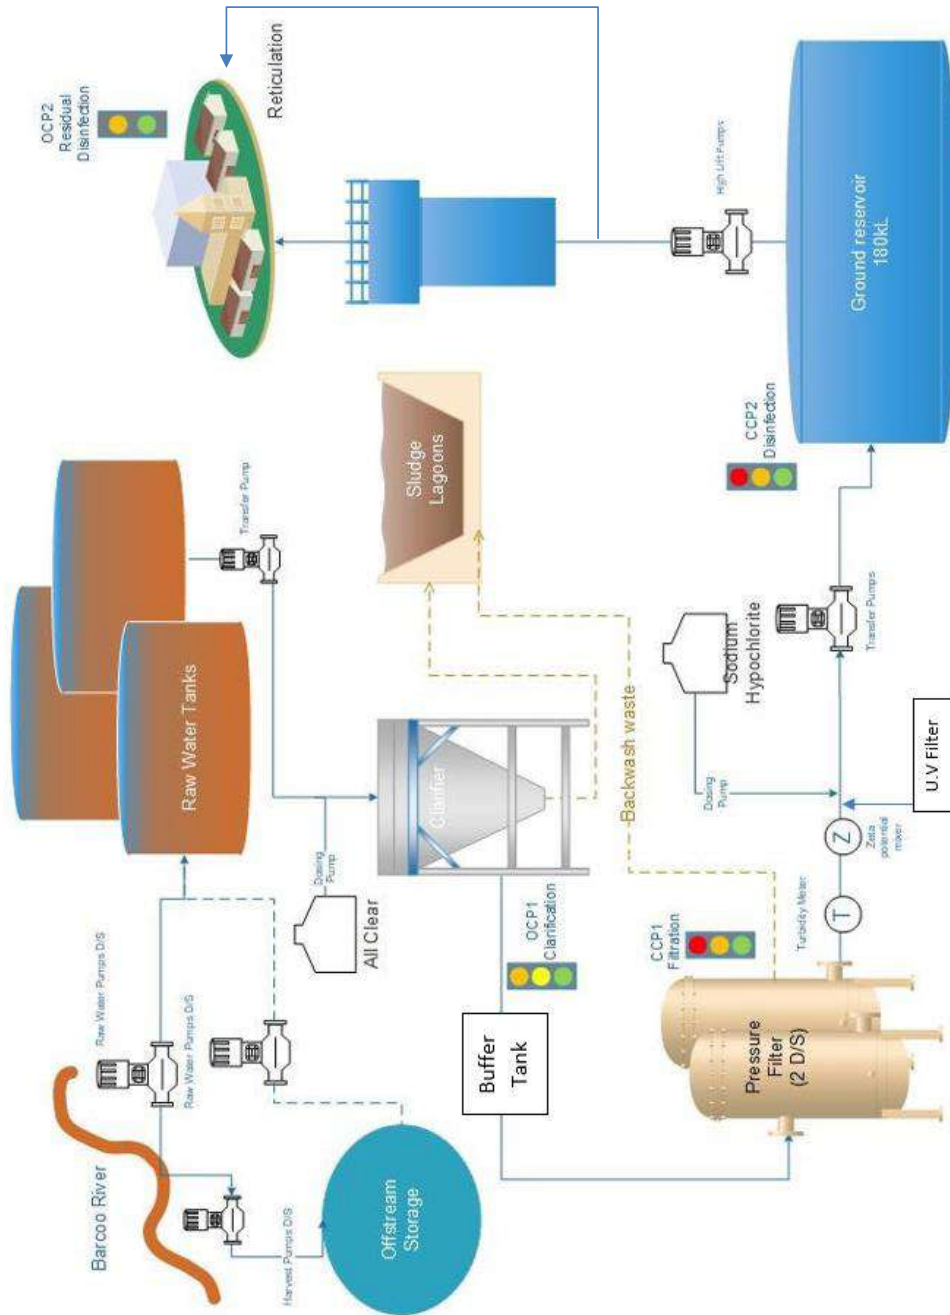 Barcoo River
Raw Water Pumps D/S
Raw Water Pumps D/S
Harvest Pumps D/S
Offstream
Storage
Raw Water Tanks
Transfer Pump
Dosing
Pump
All Clear
Clarifier
OCP1
Clarification
Buffer
Tank
Sludge
Lagoons
Backwash waste
CCP1
Filtration
Pressure
Filter
(2 D/S)
Turbidity Meter
T
Z
Zeta
potential
mixer
U.V Filter
Dosing
Pump
Sodium
Hypochlorite
Transfer Pumps
CCP2
Disinfection
Ground reservoir
180kL
High Lift Pumps
Reticulation
OCP2
Residual
Disinfection